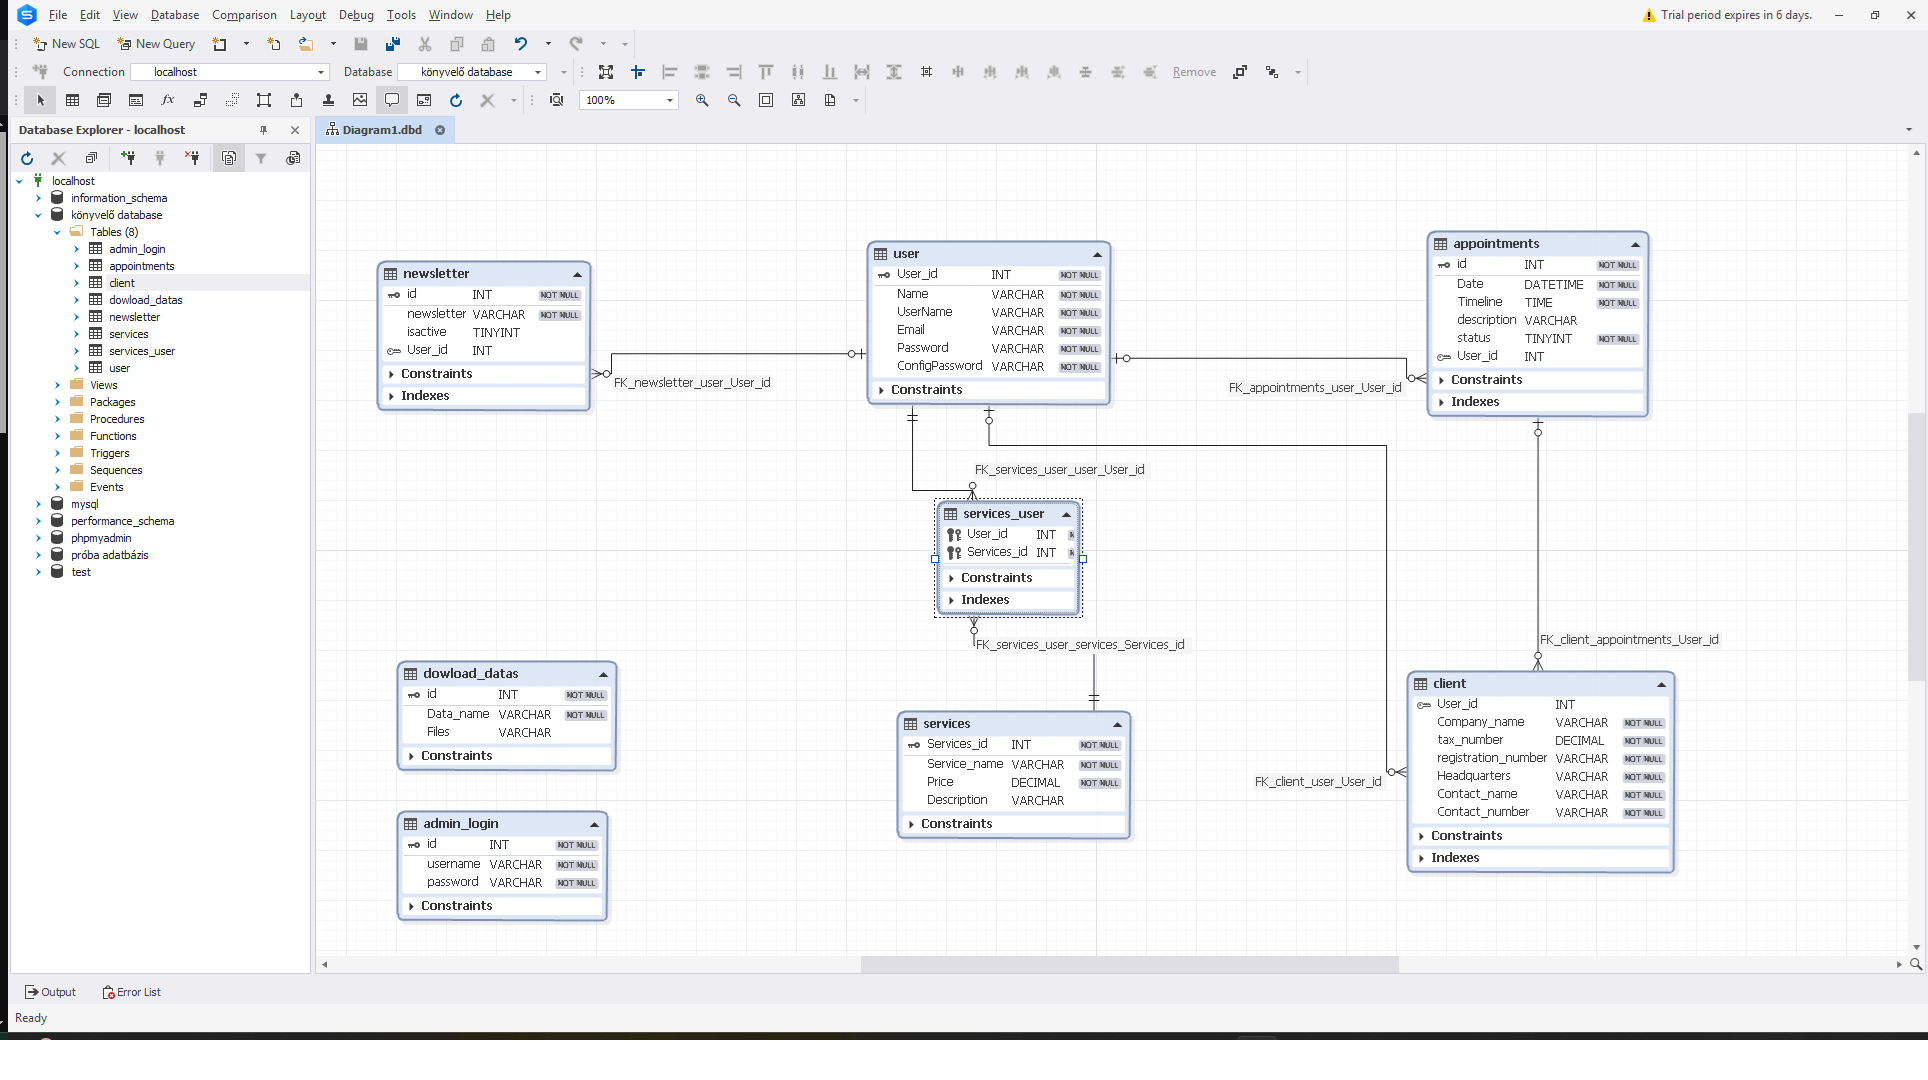 File Edit View Database Comparison Layout Debug Tools Window Help
Trial period expires in 6 days.
New SQL New Query
Connection localhost Database könyvelő database Remove
100%
Database Explorer - localhost
Diagram1.dbd
localhost
information_schema
könyvelő database
Tables (8)
admin_login
appointments
client
dowload_datas
newsletter
services
services_user
user
Views
Packages
Procedures
Functions
Triggers
Sequences
Events
mysql
performance_schema
phpmyadmin
próba adatbázis
test
newsletter
id INT NOT NULL
newsletter VARCHAR NOT NULL
isactive TINYINT
User_id INT
Constraints
Indexes
FK_newsletter_user_User_id
user
User_id INT NOT NULL
Name VARCHAR NOT NULL
UserName VARCHAR NOT NULL
Email VARCHAR NOT NULL
Password VARCHAR NOT NULL
ConfigPassword VARCHAR NOT NULL
Constraints
FK_appointments_user_User_id
appointments
id INT NOT NULL
Date DATETIME NOT NULL
Timeline TIME NOT NULL
description VARCHAR
status TINYINT NOT NULL
User_id INT
Constraints
Indexes
FK_services_user_user_User_id
services_user
User_id INT N
Services_id INT N
Constraints
Indexes
FK_services_user_services_Services_id
FK_client_appointments_User_id
dowload_datas
id INT NOT NULL
Data_name VARCHAR NOT NULL
Files VARCHAR
Constraints
services
Services_id INT NOT NULL
Service_name VARCHAR NOT NULL
Price DECIMAL NOT NULL
Description VARCHAR
Constraints
FK_client_user_User_id
client
User_id INT
Company_name VARCHAR NOT NULL
tax_number DECIMAL NOT NULL
registration_number VARCHAR NOT NULL
Headquarters VARCHAR NOT NULL
Contact_name VARCHAR NOT NULL
Contact_number VARCHAR NOT NULL
Constraints
Indexes
admin_login
id INT NOT NULL
username VARCHAR NOT NULL
password VARCHAR NOT NULL
Constraints
Output Error List
Ready